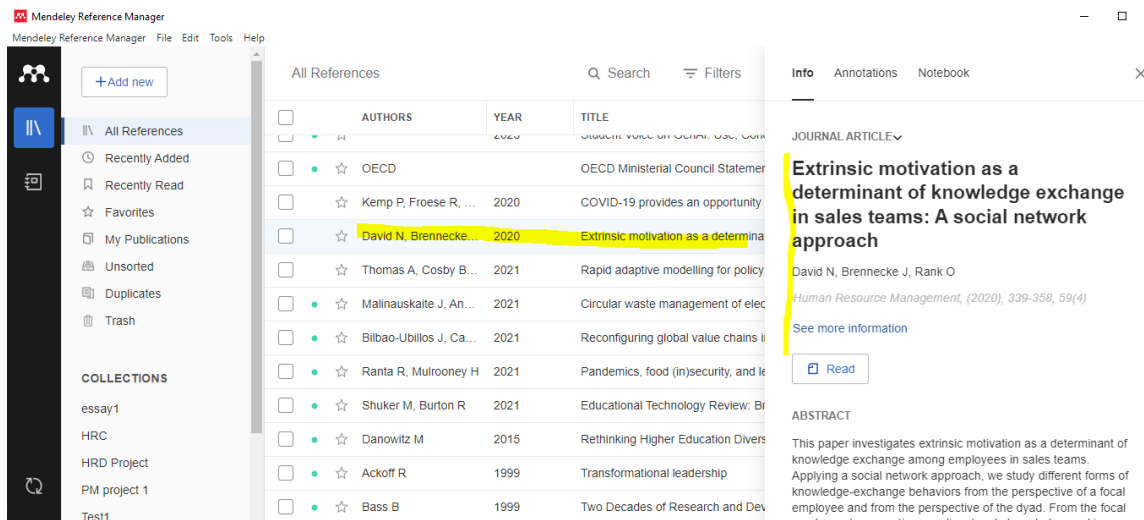 Mendeley Reference Manager
Mendeley Reference Manager File Edit Tools Help
+Add new
All References
Recently Added
Recently Read
Favorites
My Publications
Unsorted
Duplicates
Trash
COLLECTIONS
essay1
HRC
HRD Project
PM project 1
Test1
All References Search Filters
AUTHORS YEAR TITLE
OECD OECD Ministerial Council Statemer
Kemp P, Froese R, ... 2020 COVID-19 provides an opportunity
David N, Brennecke... 2020 Extrinsic motivation as a determina
Thomas A, Cosby B... 2021 Rapid adaptive modelling for policy
Malinauskaite J, An... 2021 Circular waste management of elec
Bilbao-Ubillos J, Ca... 2021 Reconfiguring global value chains i
Ranta R, Mulrooney H 2021 Pandemics, food (in)security, and le
Shuker M, Burton R 2021 Educational Technology Review: Br
Danowitz M 2015 Rethinking Higher Education Divers
Ackoff R 1999 Transformational leadership
Bass B 1999 Two Decades of Research and Dev
Info Annotations Notebook
JOURNAL ARTICLE
Extrinsic motivation as a
determinant of knowledge exchange
in sales teams: A social network
approach
David N, Brennecke J, Rank O
Human Resource Management, (2020), 339-358, 59(4)
See more information
Read
ABSTRACT
This paper investigates extrinsic motivation as a determinant of
knowledge exchange among employees in sales teams.
Applying a social network approach, we study different forms of
knowledge-exchange behaviors from the perspective of a focal
employee and from the perspective of the dyad. From the focal